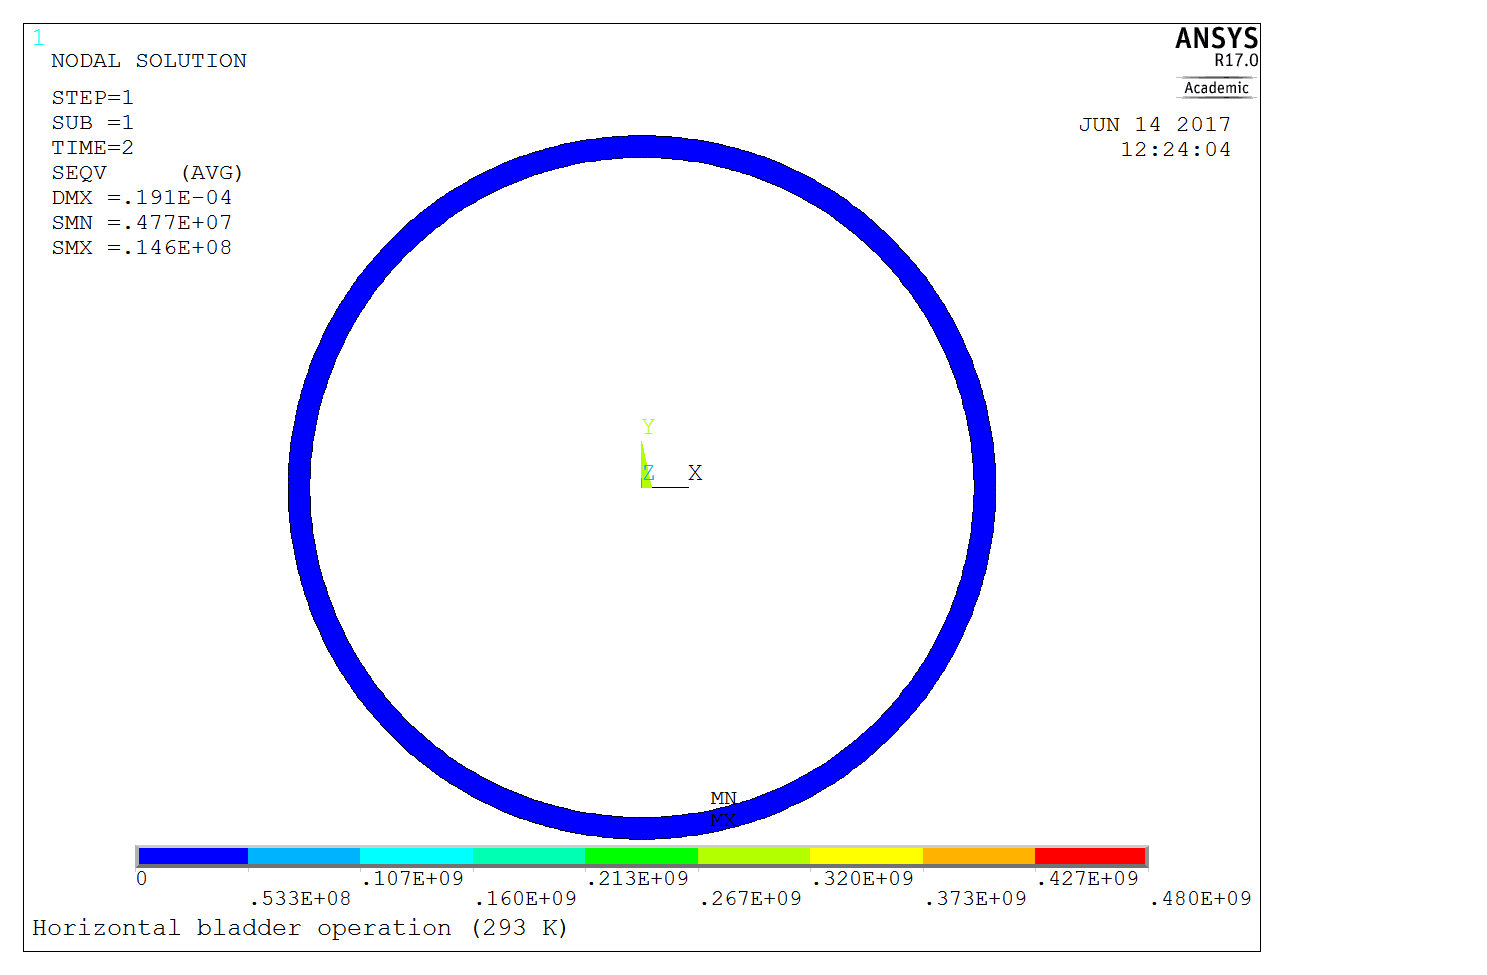 1
ANSYS
R17.0
Academic
NODAL SOLUTION
STEP=1
SUB =1
TIME=2
SEQV (AVG)
DMX =.191E-04
SMN =.477E+07
SMX =.146E+08
JUN 14 2017
12:24:04
Y
Z X
MN
MX
0 .107E+09 .213E+09 .320E+09 .427E+09
.533E+08 .160E+09 .267E+09 .373E+09 .480E+09
Horizontal bladder operation (293 K)